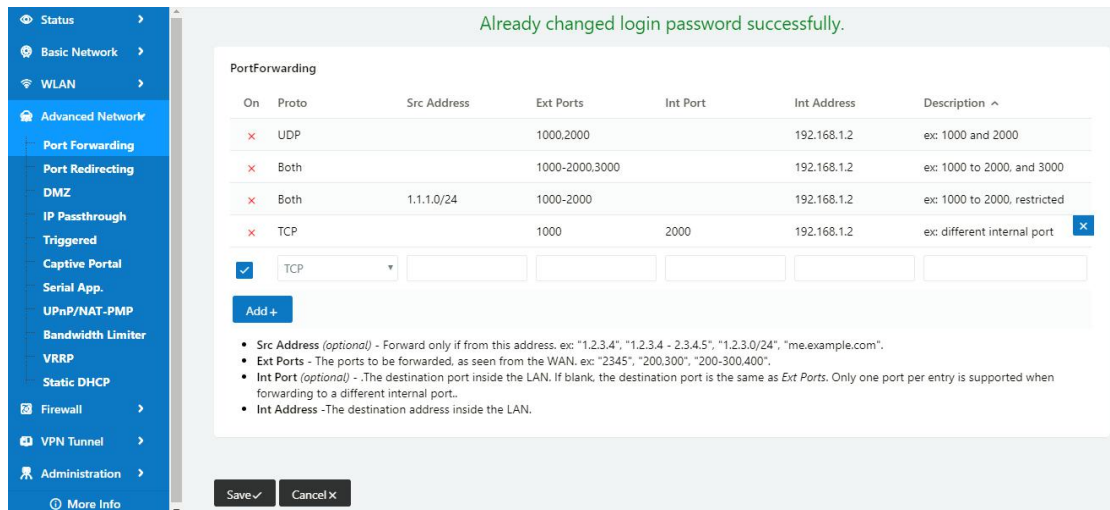 Already changed login password successfully.
Status
Basic Network
WLAN
Advanced Network
Port Forwarding
Port Redirecting
DMZ
IP Passthrough
Triggered
Captive Portal
Serial App.
UPnP/NAT-PMP
Bandwidth Limiter
VRRP
Static DHCP
Firewall
VPN Tunnel
Administration
More Info
PortForwarding
On Proto Src Address Ext Ports Int Port Int Address Description
UDP 1000,2000 192.168.1.2 ex: 1000 and 2000
Both 1000-2000,3000 192.168.1.2 ex: 1000 to 2000, and 3000
Both 1.1.1.0/24 1000-2000 192.168.1.2 ex: 1000 to 2000, restricted
TCP 1000 2000 192.168.1.2 ex: different internal port
TCP
Add +
• Src Address (optional) - Forward only if from this address. ex: "1.2.3.4", "1.2.3.4 - 2.3.4.5", "1.2.3.0/24", "me.example.com".
• Ext Ports - The ports to be forwarded, as seen from the WAN. ex: "2345", "200,300", "200-300,400".
• Int Port (optional) - .The destination port inside the LAN. If blank, the destination port is the same as Ext Ports. Only one port per entry is supported when
forwarding to a different internal port..
• Int Address -The destination address inside the LAN.
Save
Cancel